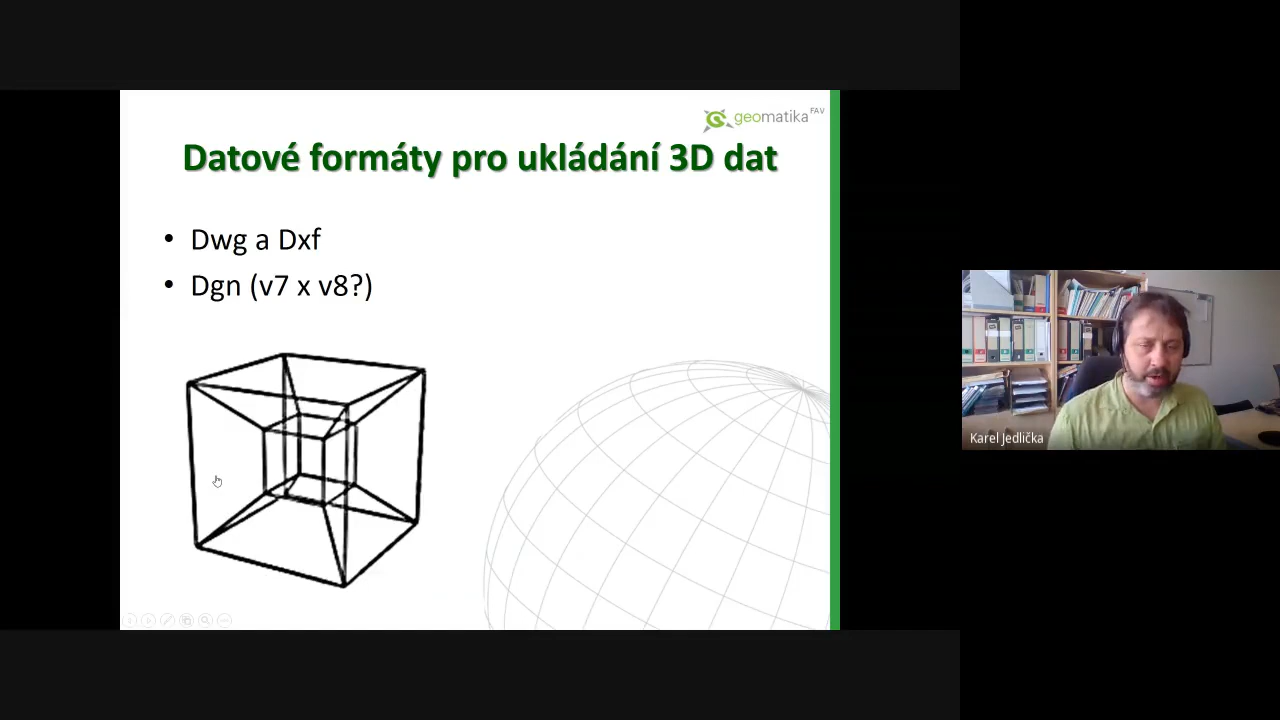 geomatika FAV
Datové formáty pro ukládání 3D dat
• Dwg a Dxf
• Dgn (v7 x v8?)
Karel Jedlička